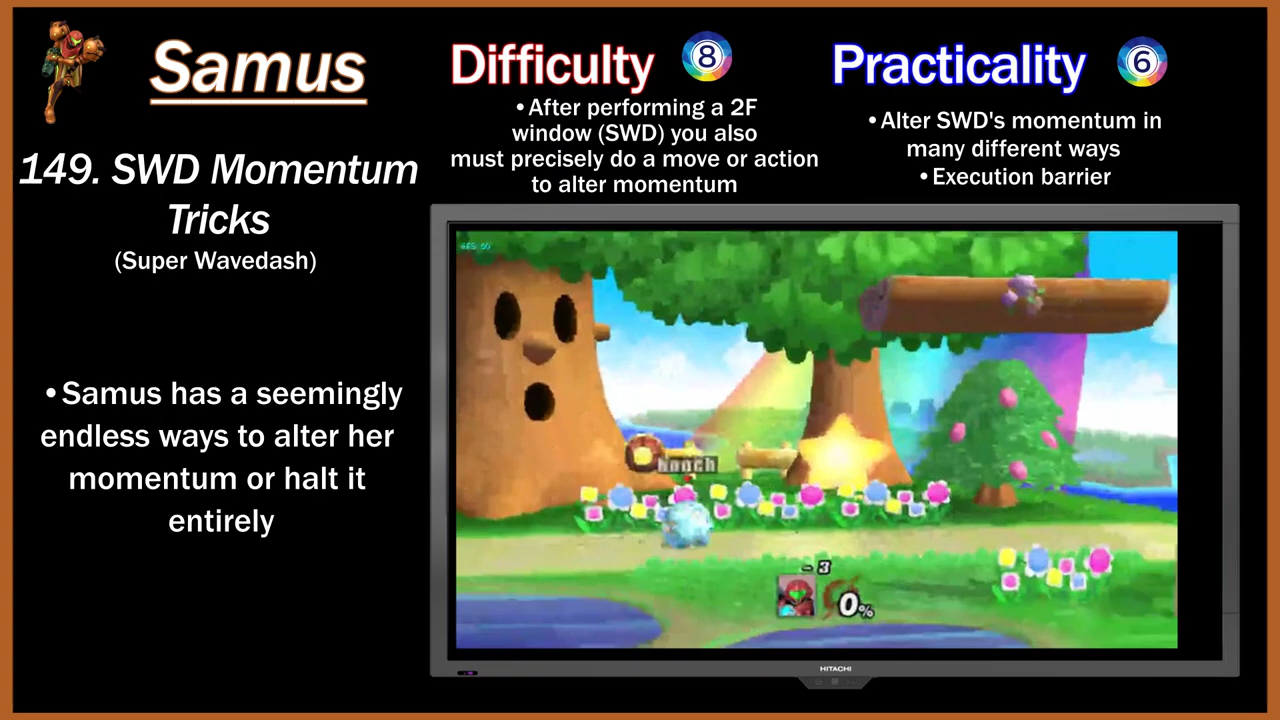 Samus
149. SWD Momentum
Tricks
(Super Wavedash)
•Samus has a seemingly
endless ways to alter her
momentum or halt it
entirely
Difficulty 8
•After performing a 2F
window (SWD) you also
must precisely do a move or action
to alter momentum
Practicality 6
•Alter SWD's momentum in
many different ways
•Execution barrier
- 3
0%
HITACHI